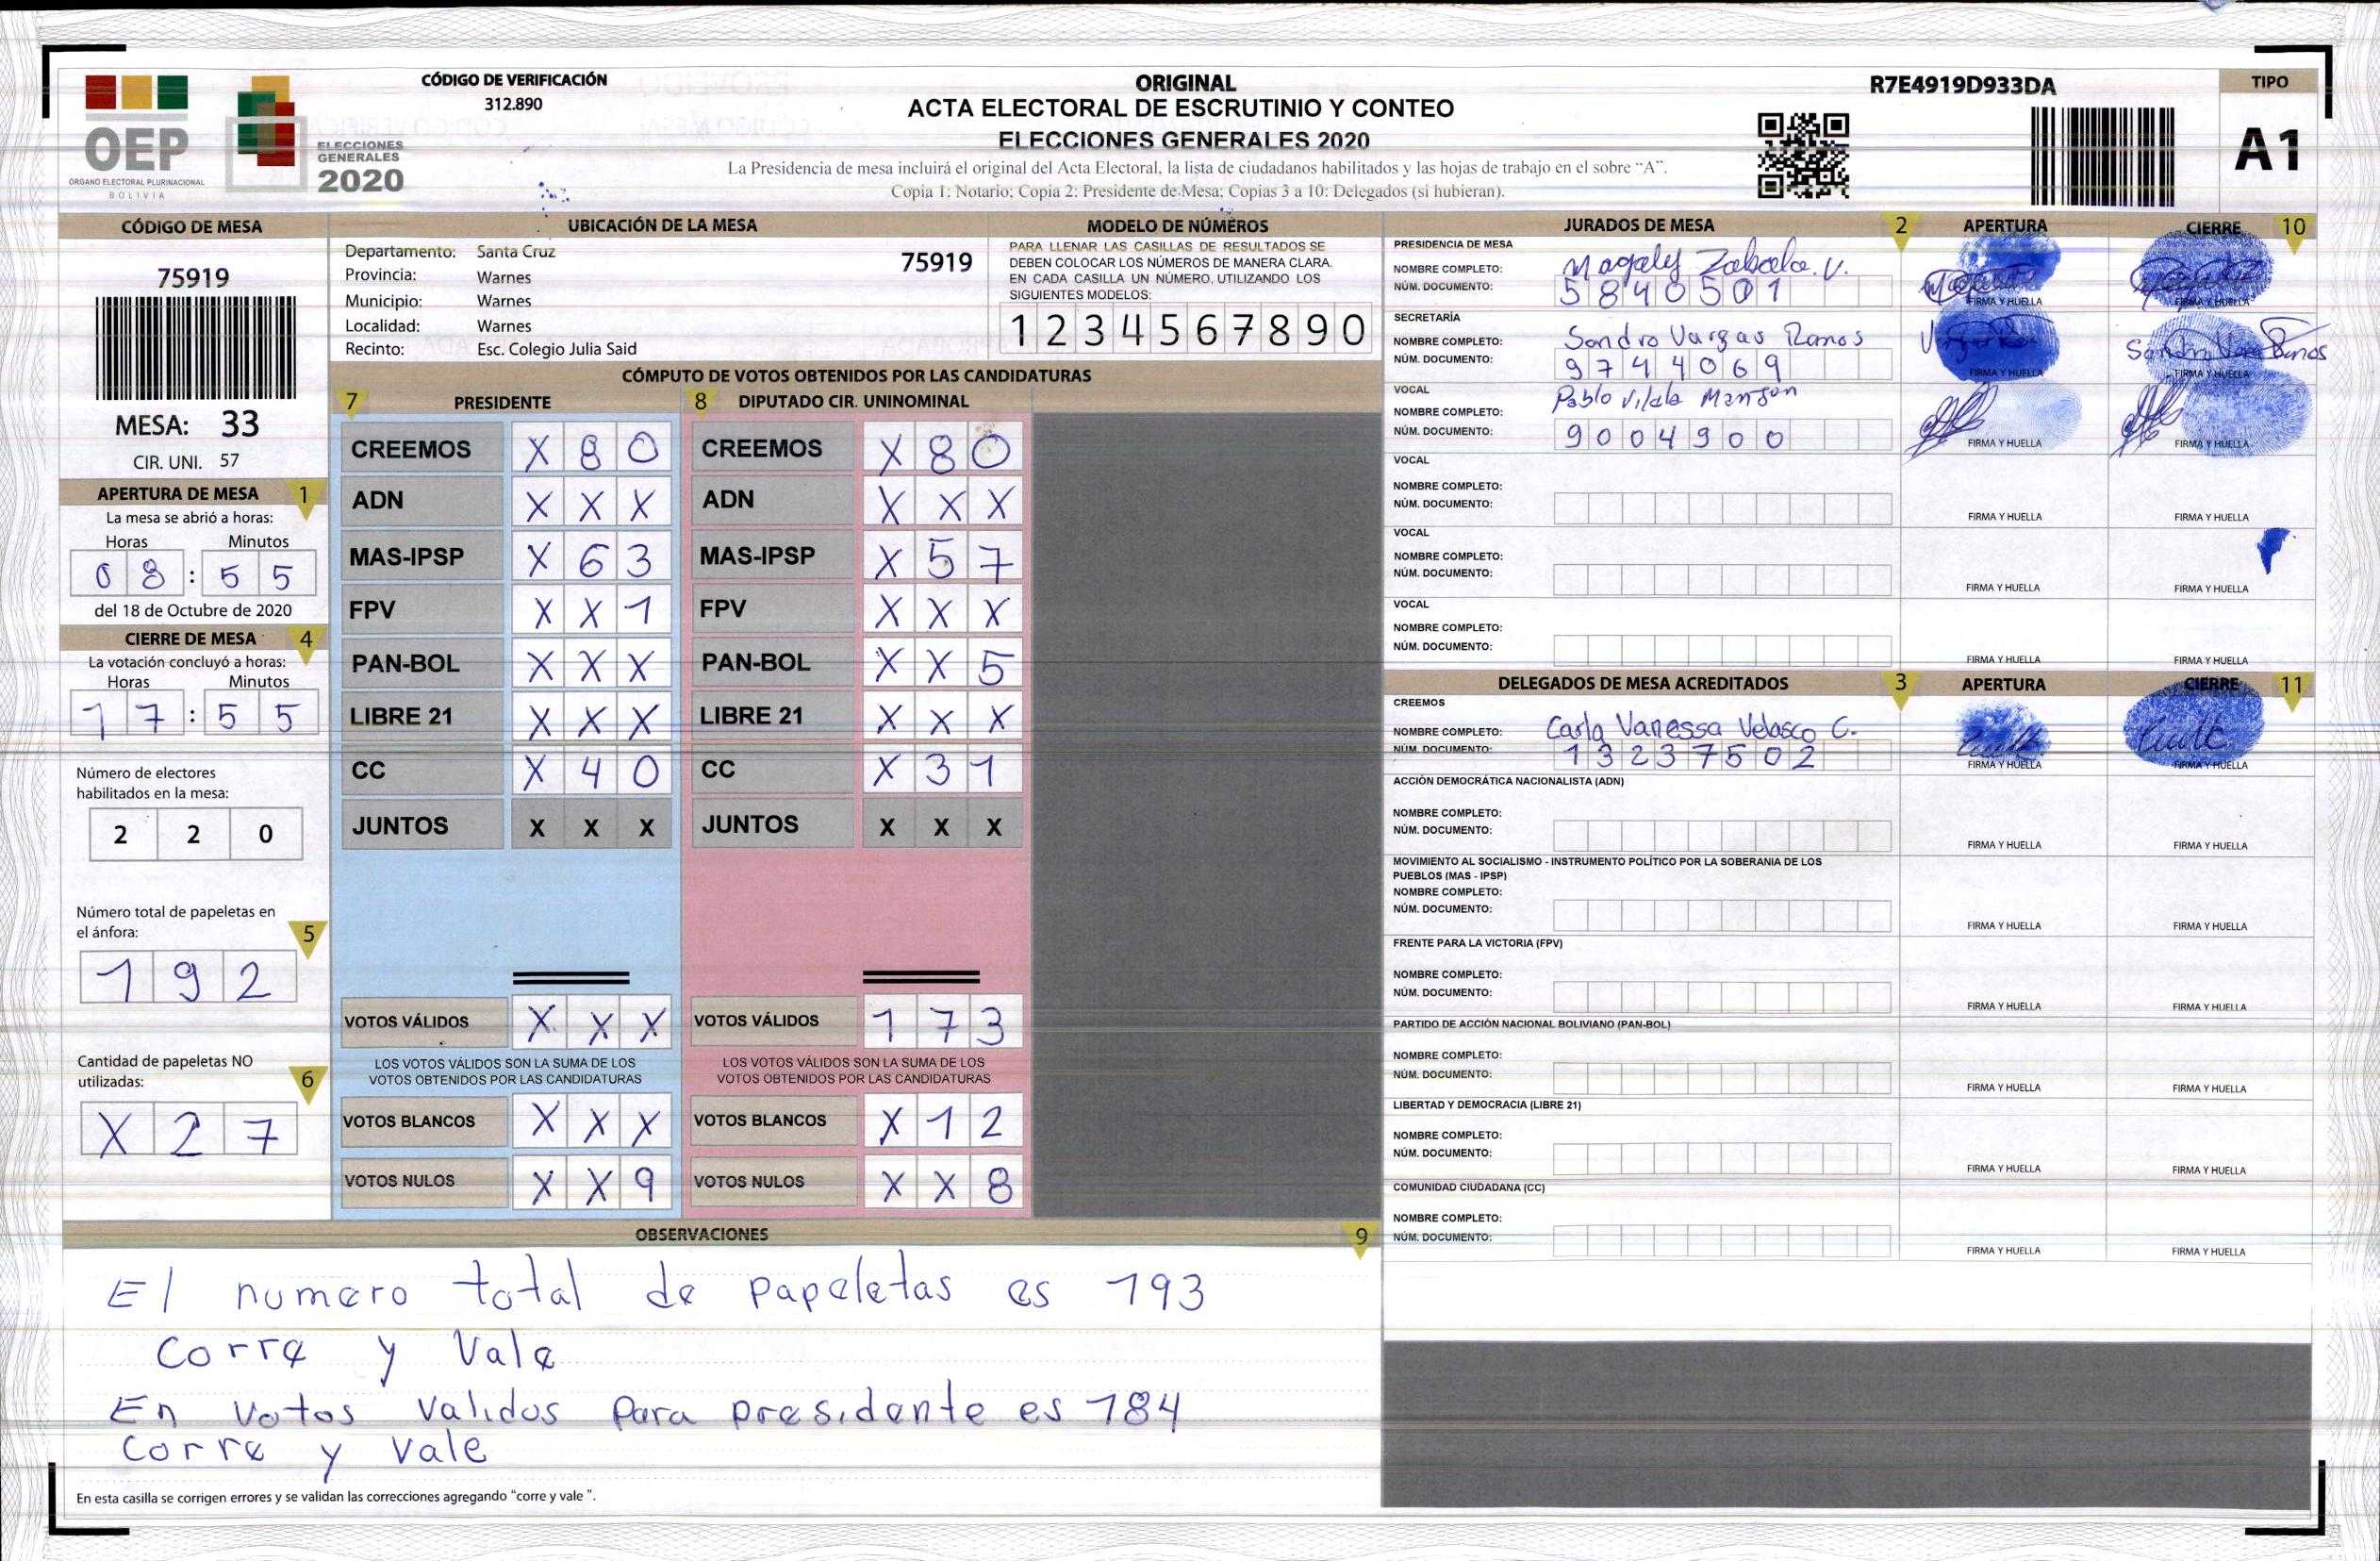 CÓDIGO DE VERIFICACIÓN
312.890
OEP
ÓRGANO ELECTORAL PLURINACIONAL
BOLIVIA
ELECCIONES
GENERALES
2020
ORIGINAL
ACTA ELECTORAL DE ESCRUTINIO Y CONTEO
ELECCIONES GENERALES 2020
La Presidencia de mesa incluirá el original del Acta Electoral, la lista de ciudadanos habilitados y las hojas de trabajo en el sobre "A".
Copia 1: Notario; Copia 2: Presidente de Mesa; Copias 3 a 10: Delegados (si hubieran).
R7E4919D933DA
TIPO
A1
CÓDIGO DE MESA
75919
MESA: 33
CIR. UNI. 57
APERTURA DE MESA 1
La mesa se abrió a horas:
Horas Minutos
08 : 55
del 18 de Octubre de 2020
CIERRE DE MESA 4
La votación concluyó a horas:
Horas Minutos
17 : 55
Número de electores
habilitados en la mesa:
2 2 0
Número total de papeletas en
el ánfora: 5
1 9 2
Cantidad de papeletas NO
utilizadas: 6
X 2 7
UBICACIÓN DE LA MESA
Departamento: Santa Cruz 75919
Provincia: Warnes
Municipio: Warnes
Localidad: Warnes
Recinto: Esc. Colegio Julia Said
MODELO DE NÚMEROS
PARA LLENAR LAS CASILLAS DE RESULTADOS SE
DEBEN COLOCAR LOS NÚMEROS DE MANERA CLARA.
EN CADA CASILLA UN NÚMERO, UTILIZANDO LOS
SIGUIENTES MODELOS:
1 2 3 4 5 6 7 8 9 0
CÓMPUTO DE VOTOS OBTENIDOS POR LAS CANDIDATURAS
7 PRESIDENTE 8 DIPUTADO CIR. UNINOMINAL
CREEMOS X 8 0 CREEMOS X 8 0
ADN X X X ADN X X X
MAS-IPSP X 6 3 MAS-IPSP X 5 7
FPV X X 1 FPV X X X
PAN-BOL X X X PAN-BOL X X 5
LIBRE 21 X X X LIBRE 21 X X X
CC X 4 0 CC X 3 1
JUNTOS X X X JUNTOS X X X
VOTOS VÁLIDOS X X X VOTOS VÁLIDOS 1 7 3
LOS VOTOS VÁLIDOS SON LA SUMA DE LOS LOS VOTOS VÁLIDOS SON LA SUMA DE LOS
VOTOS OBTENIDOS POR LAS CANDIDATURAS VOTOS OBTENIDOS POR LAS CANDIDATURAS
VOTOS BLANCOS X X X VOTOS BLANCOS X 1 2
VOTOS NULOS X X 9 VOTOS NULOS X X 8
OBSERVACIONES 9
El numero total de papeletas es 193
Corre y Vale
En Votos validos para presidente es 184
Corre y Vale
En esta casilla se corrigen errores y se validan las correcciones agregando "corre y vale ".
JURADOS DE MESA 2 APERTURA CIERRE 10
PRESIDENCIA DE MESA
NOMBRE COMPLETO: Magaly Zabala. V.
NÚM. DOCUMENTO: 5840501
FIRMA Y HUELLA FIRMA Y HUELLA
SECRETARÍA
NOMBRE COMPLETO: Sandro Vargas Ramos
NÚM. DOCUMENTO: 9744069
FIRMA Y HUELLA FIRMA Y HUELLA
VOCAL
NOMBRE COMPLETO: Pablo Vilala
NÚM. DOCUMENTO: 9004900
FIRMA Y HUELLA FIRMA Y HUELLA
VOCAL
NOMBRE COMPLETO:
NÚM. DOCUMENTO:
FIRMA Y HUELLA FIRMA Y HUELLA
VOCAL
NOMBRE COMPLETO:
NÚM. DOCUMENTO:
FIRMA Y HUELLA FIRMA Y HUELLA
VOCAL
NOMBRE COMPLETO:
NÚM. DOCUMENTO:
FIRMA Y HUELLA FIRMA Y HUELLA
DELEGADOS DE MESA ACREDITADOS 3 APERTURA CIERRE 11
CREEMOS
NOMBRE COMPLETO: Carla Vanessa Velasco C.
NÚM. DOCUMENTO: 13237502
FIRMA Y HUELLA FIRMA Y HUELLA
ACCIÓN DEMOCRÁTICA NACIONALISTA (ADN)
NOMBRE COMPLETO:
NÚM. DOCUMENTO:
FIRMA Y HUELLA FIRMA Y HUELLA
MOVIMIENTO AL SOCIALISMO - INSTRUMENTO POLÍTICO POR LA SOBERANIA DE LOS
PUEBLOS (MAS - IPSP)
NOMBRE COMPLETO:
NÚM. DOCUMENTO:
FIRMA Y HUELLA FIRMA Y HUELLA
FRENTE PARA LA VICTORIA (FPV)
NOMBRE COMPLETO:
NÚM. DOCUMENTO:
FIRMA Y HUELLA FIRMA Y HUELLA
PARTIDO DE ACCIÓN NACIONAL BOLIVIANO (PAN-BOL)
NOMBRE COMPLETO:
NÚM. DOCUMENTO:
FIRMA Y HUELLA FIRMA Y HUELLA
LIBERTAD Y DEMOCRACIA (LIBRE 21)
NOMBRE COMPLETO:
NÚM. DOCUMENTO:
FIRMA Y HUELLA FIRMA Y HUELLA
COMUNIDAD CIUDADANA (CC)
NOMBRE COMPLETO:
NÚM. DOCUMENTO:
FIRMA Y HUELLA FIRMA Y HUELLA